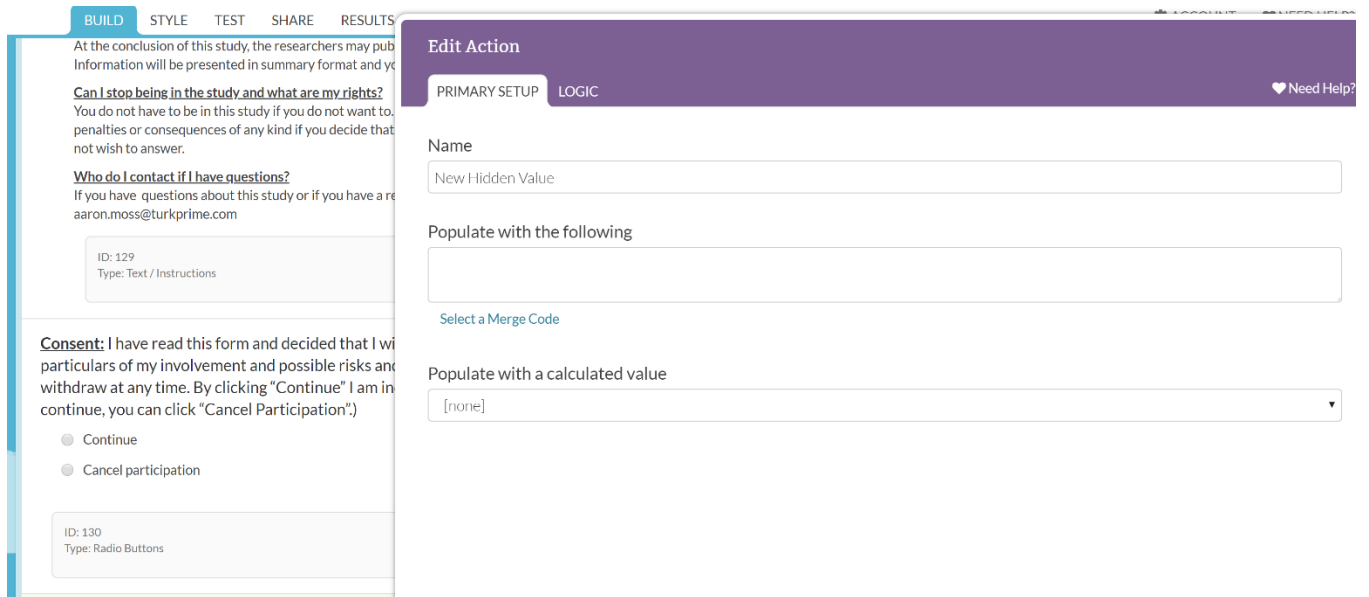 BUILD STYLE TEST SHARE RESULTS
ACCOUNT NEED HELP?
At the conclusion of this study, the researchers may pub
Information will be presented in summary format and yo
Can I stop being in the study and what are my rights?
You do not have to be in this study if you do not want to.
penalties or consequences of any kind if you decide that
not wish to answer.
Who do I contact if I have questions?
If you have questions about this study or if you have a re
aaron.moss@turkprime.com
ID: 129
Type: Text / Instructions
Consent: I have read this form and decided that I wi
particulars of my involvement and possible risks and
withdraw at any time. By clicking “Continue” I am in
continue, you can click “Cancel Participation”.)
Continue
Cancel participation
ID: 130
Type: Radio Buttons
Edit Action
PRIMARY SETUP LOGIC
Need Help?
Name
New Hidden Value
Populate with the following
Select a Merge Code
Populate with a calculated value
[none]